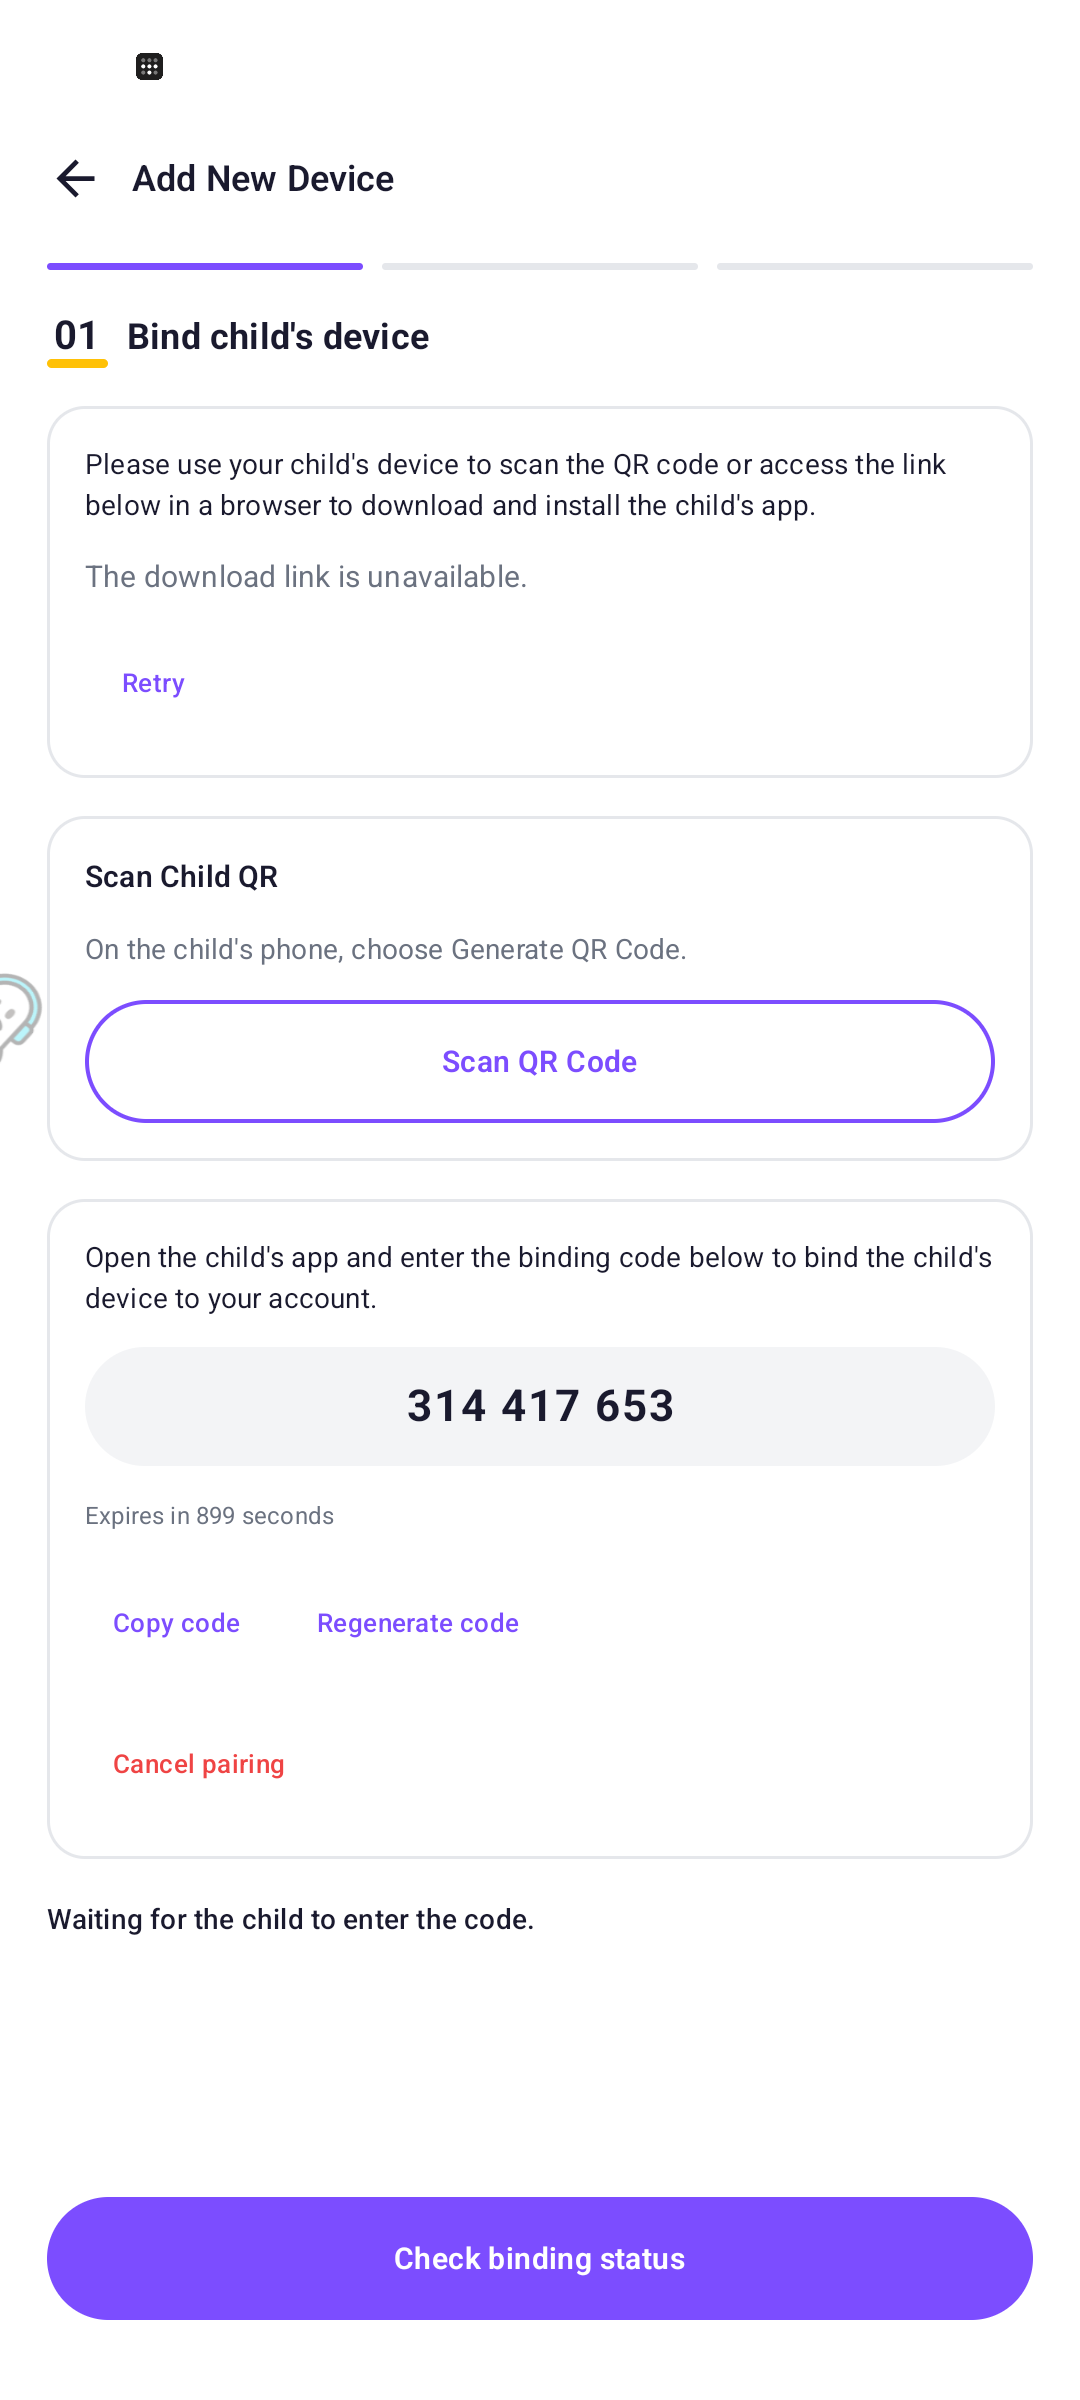 Add New Device
01 Bind child's device
Please use your child's device to scan the QR code or access the link
below in a browser to download and install the child's app.
The download link is unavailable.
Retry
Scan Child QR
On the child's phone, choose Generate QR Code.
Scan QR Code
Open the child's app and enter the binding code below to bind the child's
device to your account.
314 417 653
Expires in 899 seconds
Copy code Regenerate code
Cancel pairing
Waiting for the child to enter the code.
Check binding status